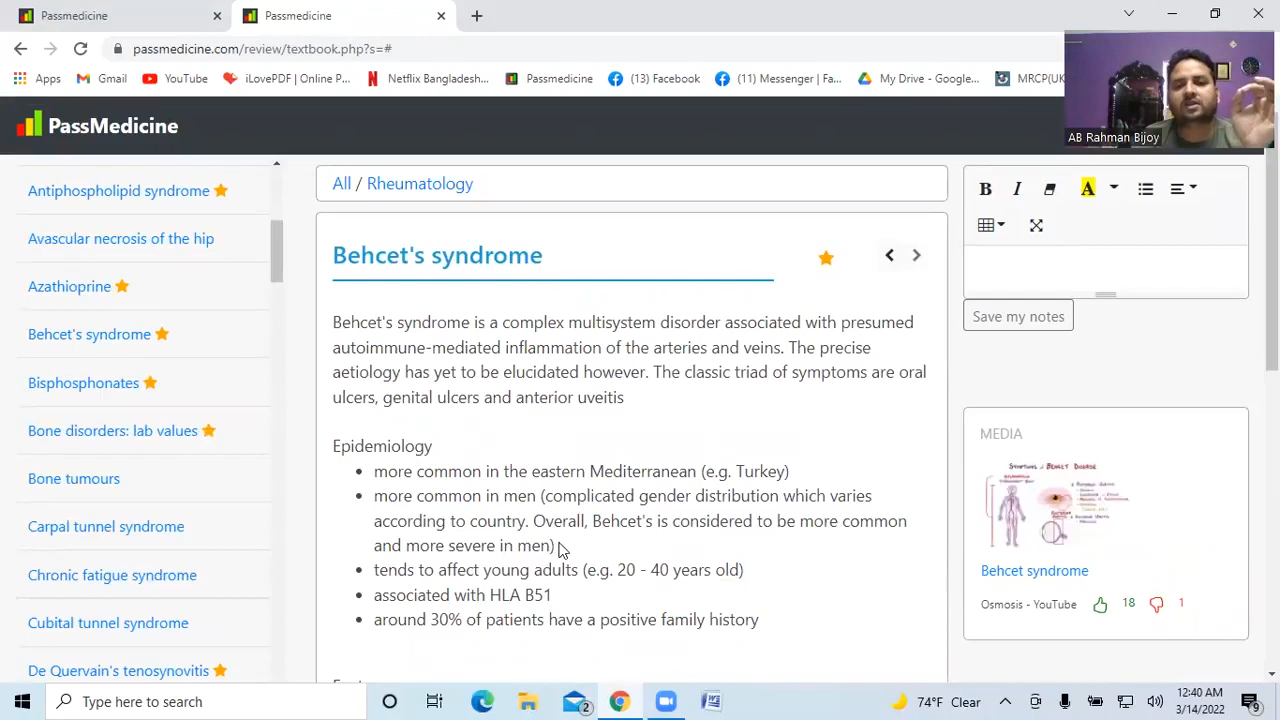 Passmedicine
Passmedicine
passmedicine.com/review/textbook.php?s=#
Apps Gmail YouTube iLovePDF | Online P... Netflix Bangladesh... Passmedicine (13) Facebook (11) Messenger | Fa... My Drive - Google... MRCP(UK
AB Rahman Bijoy
PassMedicine
Antiphospholipid syndrome
Avascular necrosis of the hip
Azathioprine
Behcet's syndrome
Bisphosphonates
Bone disorders: lab values
Bone tumours
Carpal tunnel syndrome
Chronic fatigue syndrome
Cubital tunnel syndrome
De Quervain's tenosynovitis
All / Rheumatology
Behcet's syndrome
Behcet's syndrome is a complex multisystem disorder associated with presumed
autoimmune-mediated inflammation of the arteries and veins. The precise
aetiology has yet to be elucidated however. The classic triad of symptoms are oral
ulcers, genital ulcers and anterior uveitis
Epidemiology
more common in the eastern Mediterranean (e.g. Turkey)
more common in men (complicated gender distribution which varies
according to country. Overall, Behcet's is considered to be more common
and more severe in men)
tends to affect young adults (e.g. 20 - 40 years old)
associated with HLA B51
around 30% of patients have a positive family history
B I A
Save my notes
MEDIA
SYMPTOMS of BEHCET DISEASE
Behcet syndrome
Osmosis - YouTube 18 1
Type here to search
2
74°F Clear
12:40 AM
3/14/2022
9